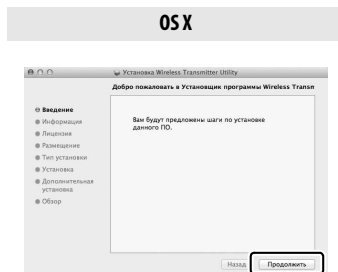 OS X
Установка Wireless Transmitter Utility
Добро пожаловать в Установщик программы Wireless Transn
Введение
Информация
Лицензия
Размещение
Тип установки
Установка
Дополнительная
установка
Обзор
Вам будут предложены шаги по установке
данного ПО.
Назад
Продолжить